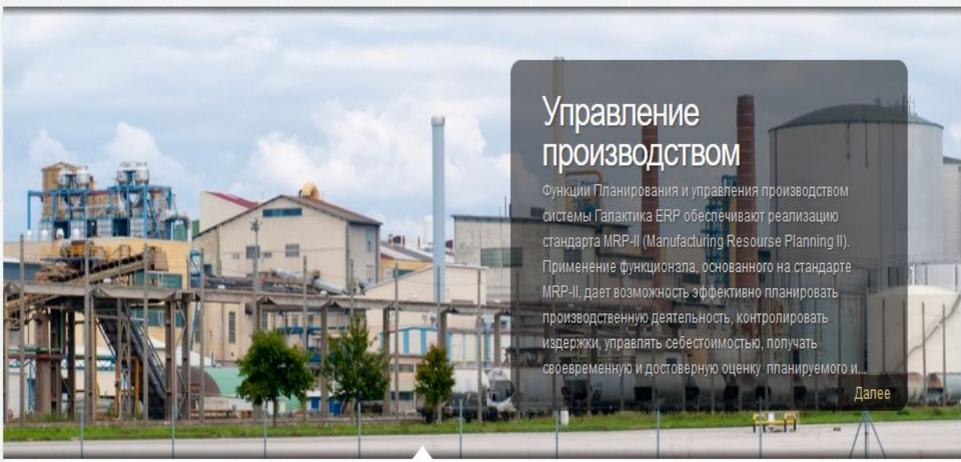 Управление
производством
Функции Планирования и управления производством
системы Галактика ERP обеспечивают реализацию
стандарта MRP-II (Manufacturing Resourse Planning II).
Применение функционала, основанного на стандарте
MRP-II, дает возможность эффективно планировать
производственную деятельность, контролировать
издержки, управлять себестоимостью, получать
своевременную и достоверную оценку планируемого и...
Далее